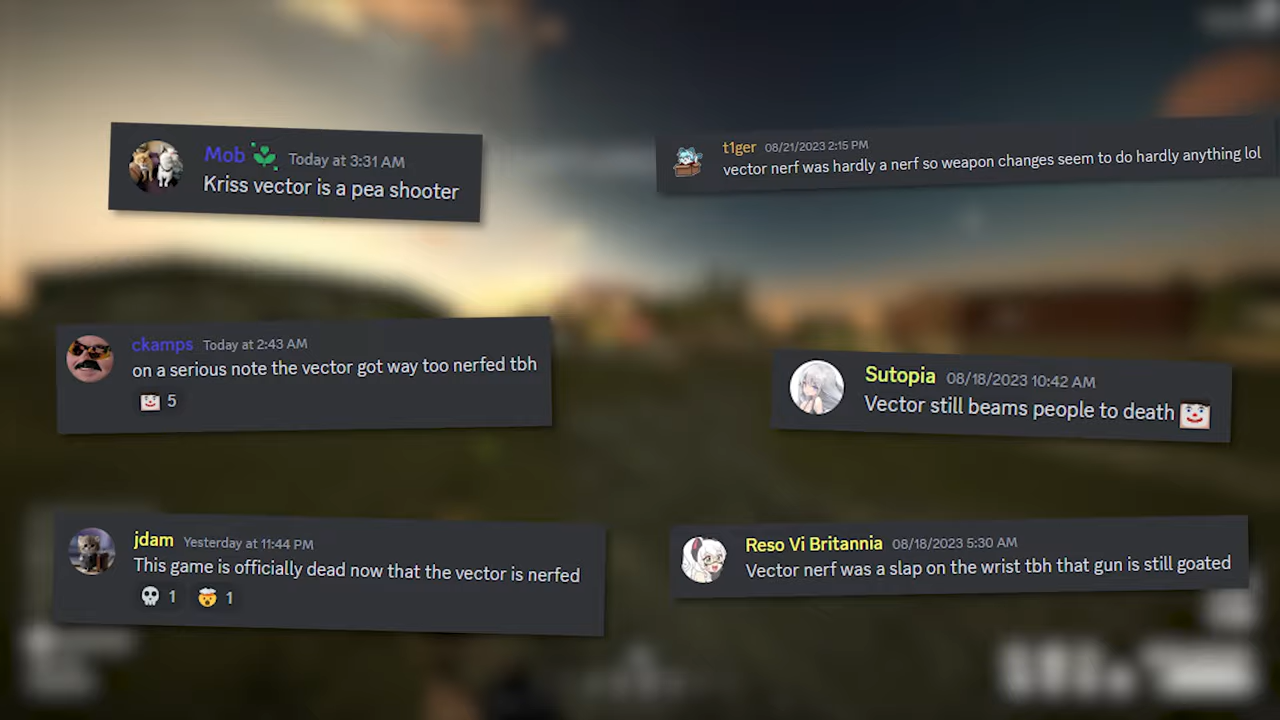 Mob Today at 3:31 AM
Kriss vector is a pea shooter
t1ger 08/21/2023 2:15 PM
vector nerf was hardly a nerf so weapon changes seem to do hardly anything lol
ckamps Today at 2:43 AM
on a serious note the vector got way too nerfed tbh
5
Sutopia 08/18/2023 10:42 AM
Vector still beams people to death
jdam Yesterday at 11:44 PM
This game is officially dead now that the vector is nerfed
1 1
Reso Vi Britannia 08/18/2023 5:30 AM
Vector nerf was a slap on the wrist tbh that gun is still goated